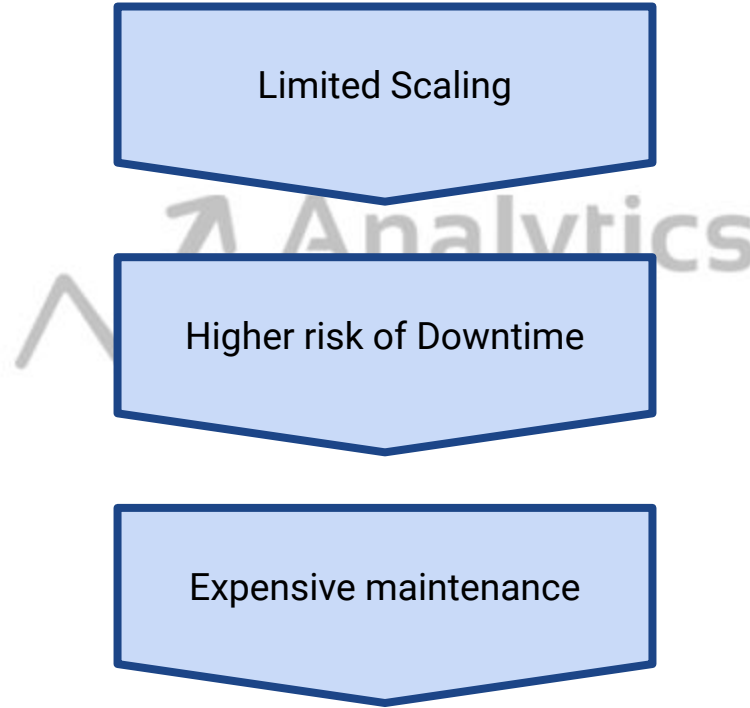 Limited Scaling
Analytics
Higher risk of Downtime
Expensive maintenance